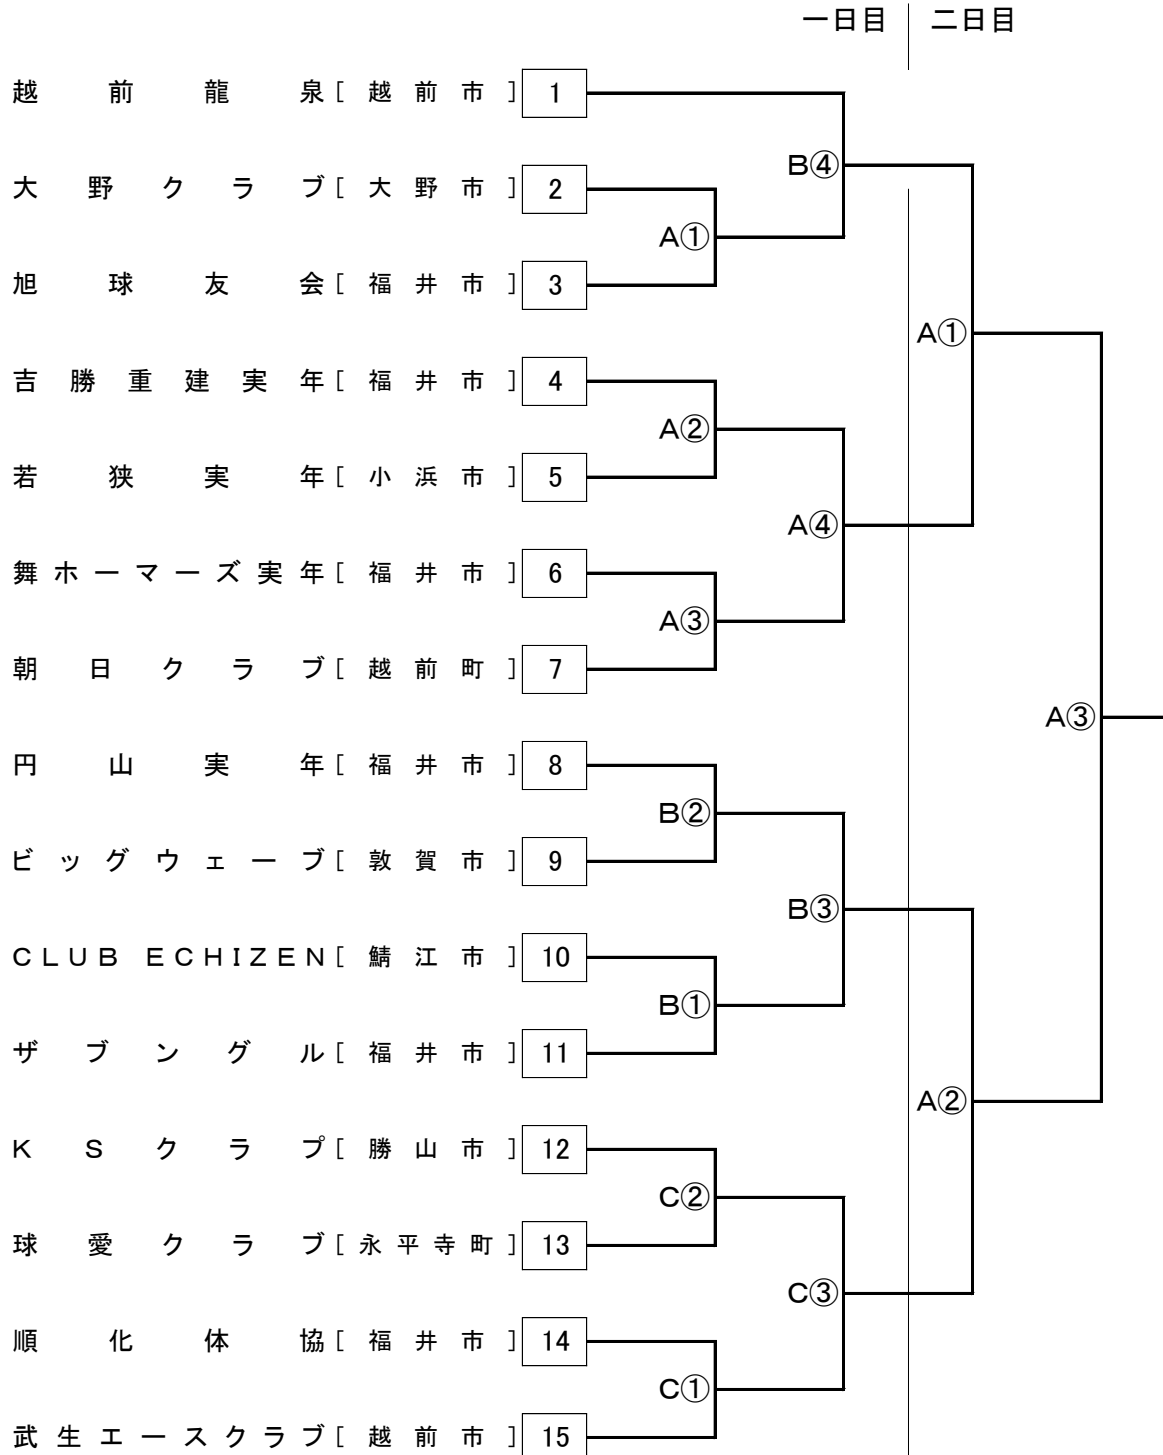 一日目 二日目
越前龍泉[越前市] 1
B④
大野クラブ[大野市] 2
A①
旭球友会[福井市] 3
A①
吉勝重建実年[福井市] 4
A②
若狭実年[小浜市] 5
A④
舞ホーマーズ実年[福井市] 6
A③
朝日クラブ[越前町] 7
A③
円山実年[福井市] 8
B②
ビッグウェーブ[敦賀市] 9
B③
CLUB ECHIZEN[鯖江市] 10
B①
ザブングル[福井市] 11
A②
KSクラブ[勝山市] 12
C②
球愛クラブ[永平寺町] 13
C③
順化体協[福井市] 14
C①
武生エースクラブ[越前市] 15